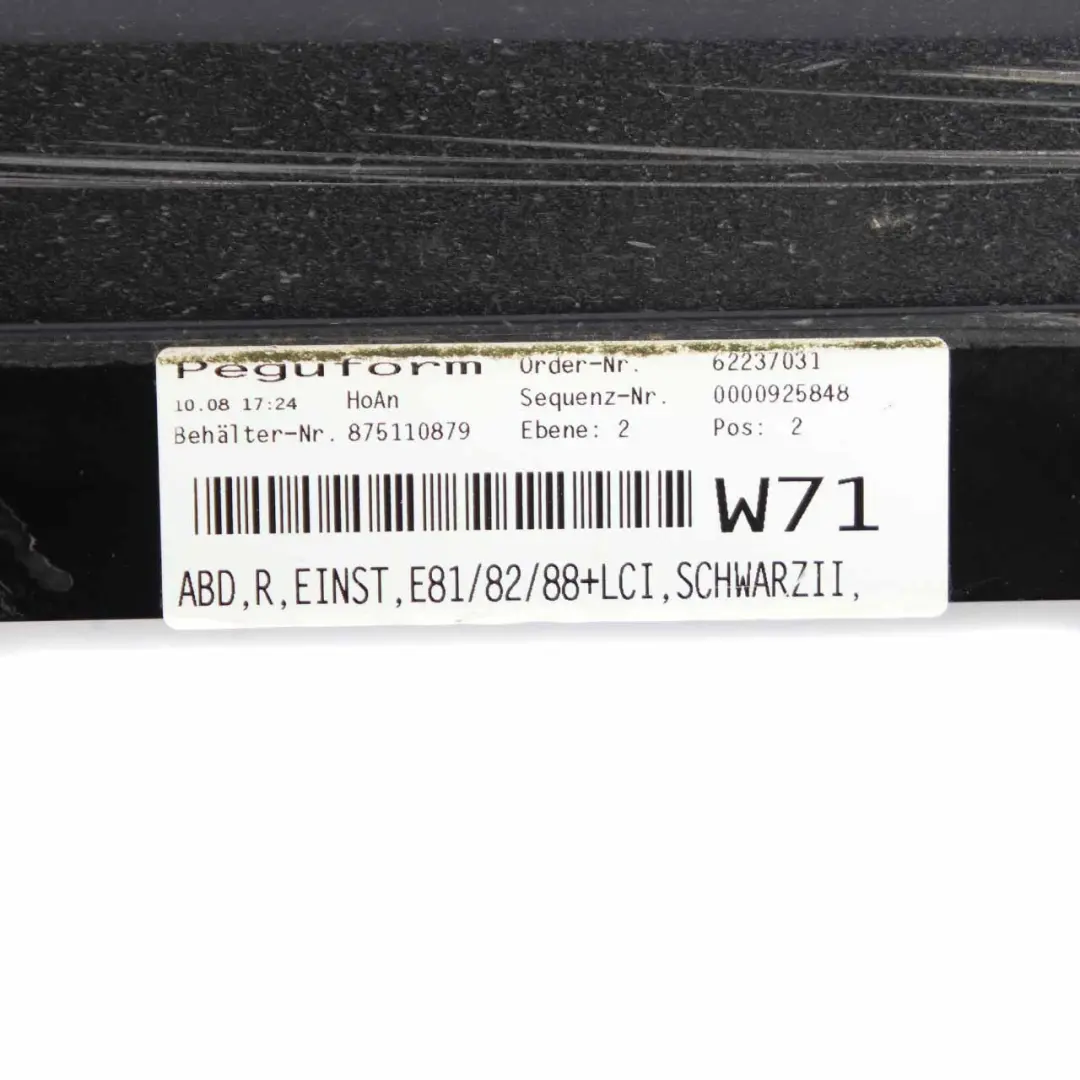 Peguform Order-Nr. 62237031
10.08 17:24 HoAn Sequenz-Nr. 0000925848
Behälter-Nr. 875110879 Ebene: 2 Pos: 2
W71
ABD,R,EINST,E81/82/88+LCI,SCHWARZII,